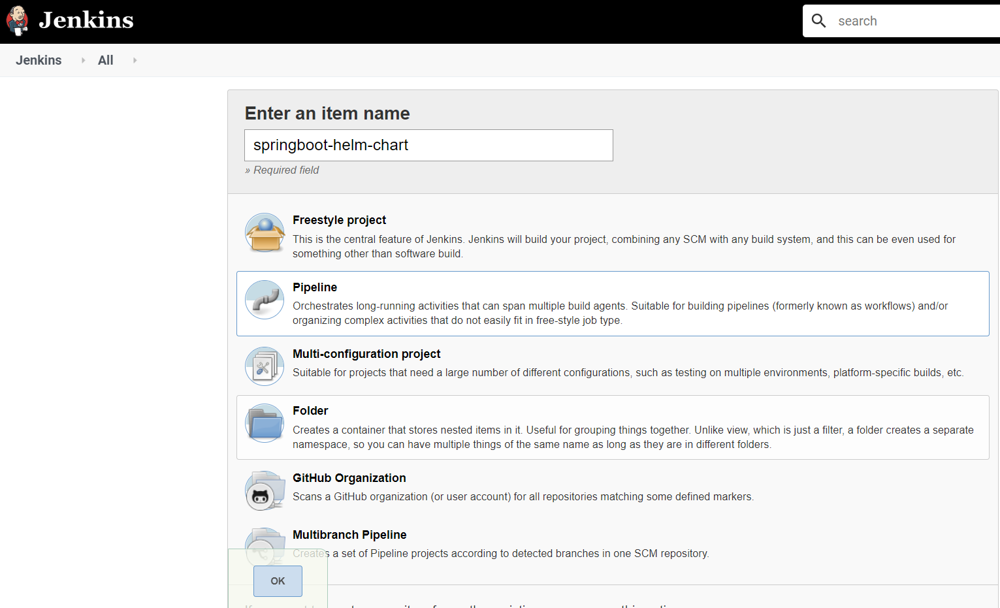 Jenkins
search
Jenkins
All
Enter an item name
springboot-helm-chart
» Required field
Freestyle project
This is the central feature of Jenkins. Jenkins will build your project, combining any SCM with any build system, and this can be even used for
something other than software build.
Pipeline
Orchestrates long-running activities that can span multiple build agents. Suitable for building pipelines (formerly known as workflows) and/or
organizing complex activities that do not easily fit in free-style job type.
Multi-configuration project
Suitable for projects that need a large number of different configurations, such as testing on multiple environments, platform-specific builds, etc.
Folder
Creates a container that stores nested items in it. Useful for grouping things together. Unlike view, which is just a filter, a folder creates a separate
namespace, so you can have multiple things of the same name as long as they are in different folders.
GitHub Organization
Scans a GitHub organization (or user account) for all repositories matching some defined markers.
Multibranch Pipeline
Creates a set of Pipeline projects according to detected branches in one SCM repository.
OK